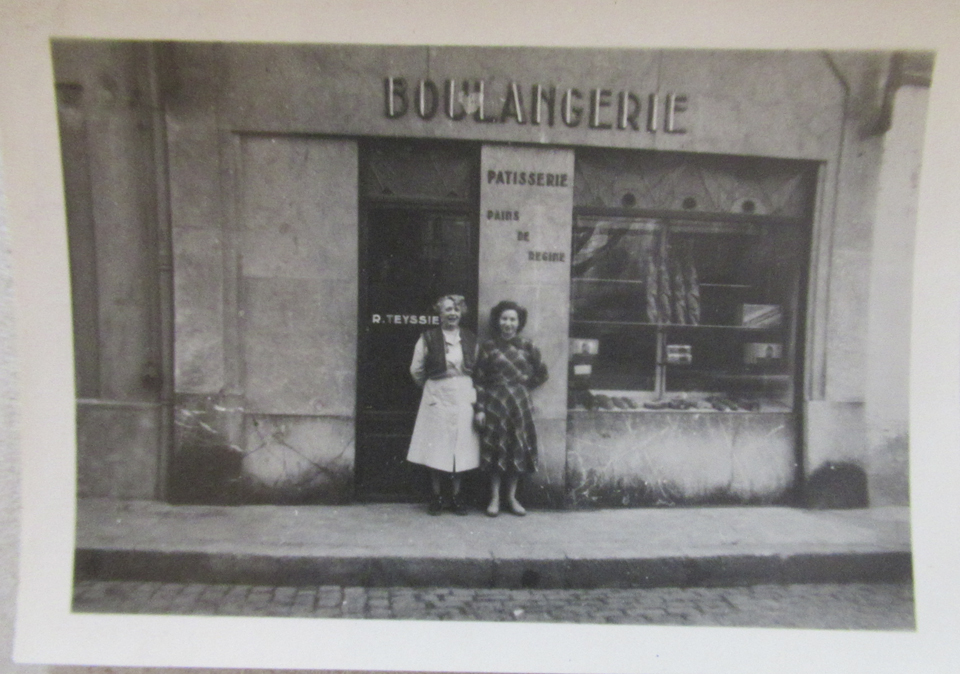 BOULANGERIE
PATISSERIE
PAINS
DE
REGIME
R. TEYSSIE